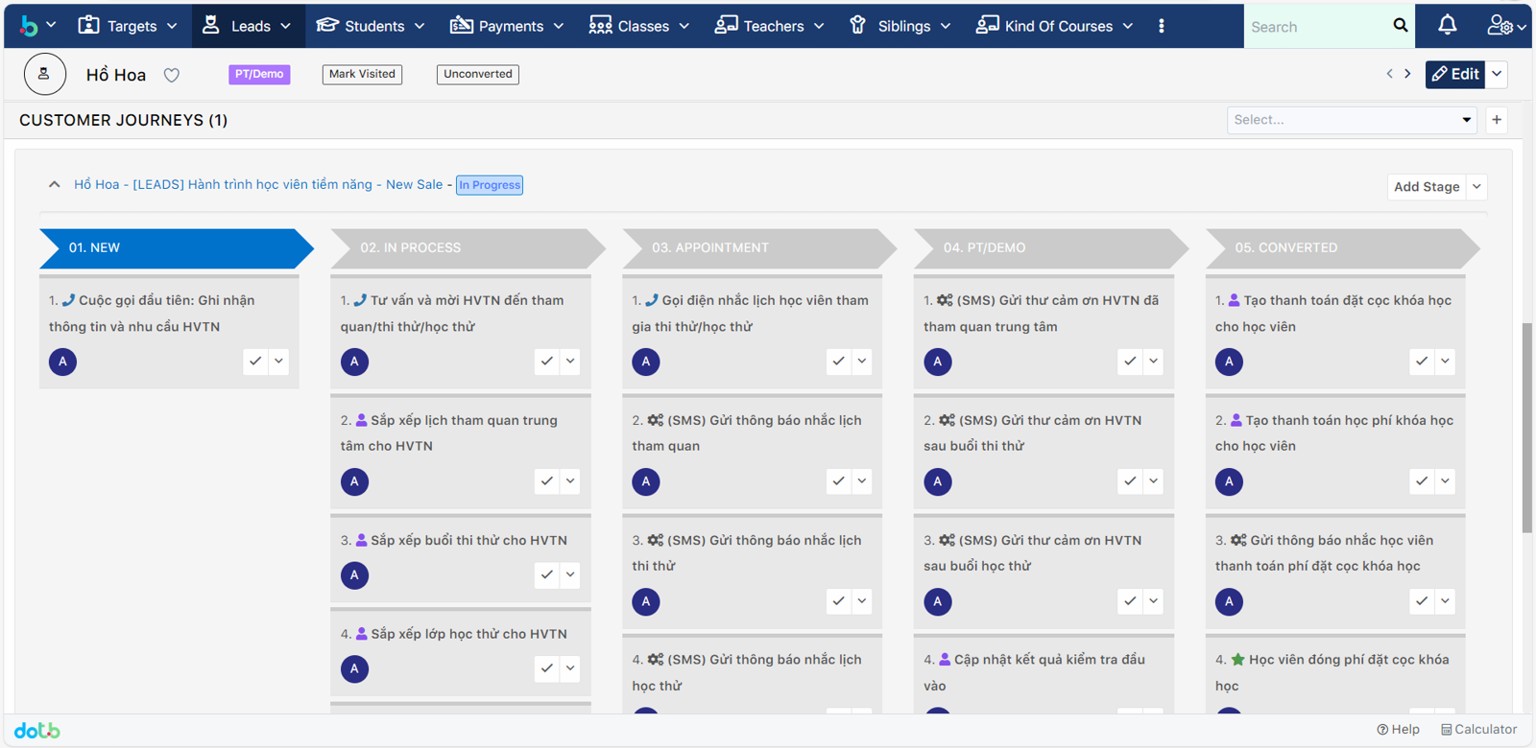 Targets Leads Students Payments Classes Teachers Siblings Kind Of Courses Search
Hồ Hoa PT/Demo Mark Visited Unconverted Edit
CUSTOMER JOURNEYS (1) Select... +
Hồ Hoa - [LEADS] Hành trình học viên tiềm năng - New Sale - In Progress Add Stage
01. NEW
1. Cuộc gọi đầu tiên: Ghi nhận
thông tin và nhu cầu HVTN
A
02. IN PROCESS
1. Tư vấn và mời HVTN đến tham
quan/thi thử/học thử
A
2. Sắp xếp lịch tham quan trung
tâm cho HVTN
A
3. Sắp xếp buổi thi thử cho HVTN
A
4. Sắp xếp lớp học thử cho HVTN
A
03. APPOINTMENT
1. Gọi điện nhắc lịch học viên tham
gia thi thử/học thử
A
2. (SMS) Gửi thông báo nhắc lịch
tham quan
A
3. (SMS) Gửi thông báo nhắc lịch
thi thử
A
4. (SMS) Gửi thông báo nhắc lịch
học thử
04. PT/DEMO
1. (SMS) Gửi thư cảm ơn HVTN đã
tham quan trung tâm
A
2. (SMS) Gửi thư cảm ơn HVTN
sau buổi thi thử
A
3. (SMS) Gửi thư cảm ơn HVTN
sau buổi học thử
A
4. Cập nhật kết quả kiểm tra đầu
vào
05. CONVERTED
1. Tạo thanh toán đặt cọc khóa học
cho học viên
A
2. Tạo thanh toán học phí khóa học
cho học viên
A
3. Gửi thông báo nhắc học viên
thanh toán phí đặt cọc khóa học
A
4. Học viên đóng phí đặt cọc khóa
học
dotb Help Calculator